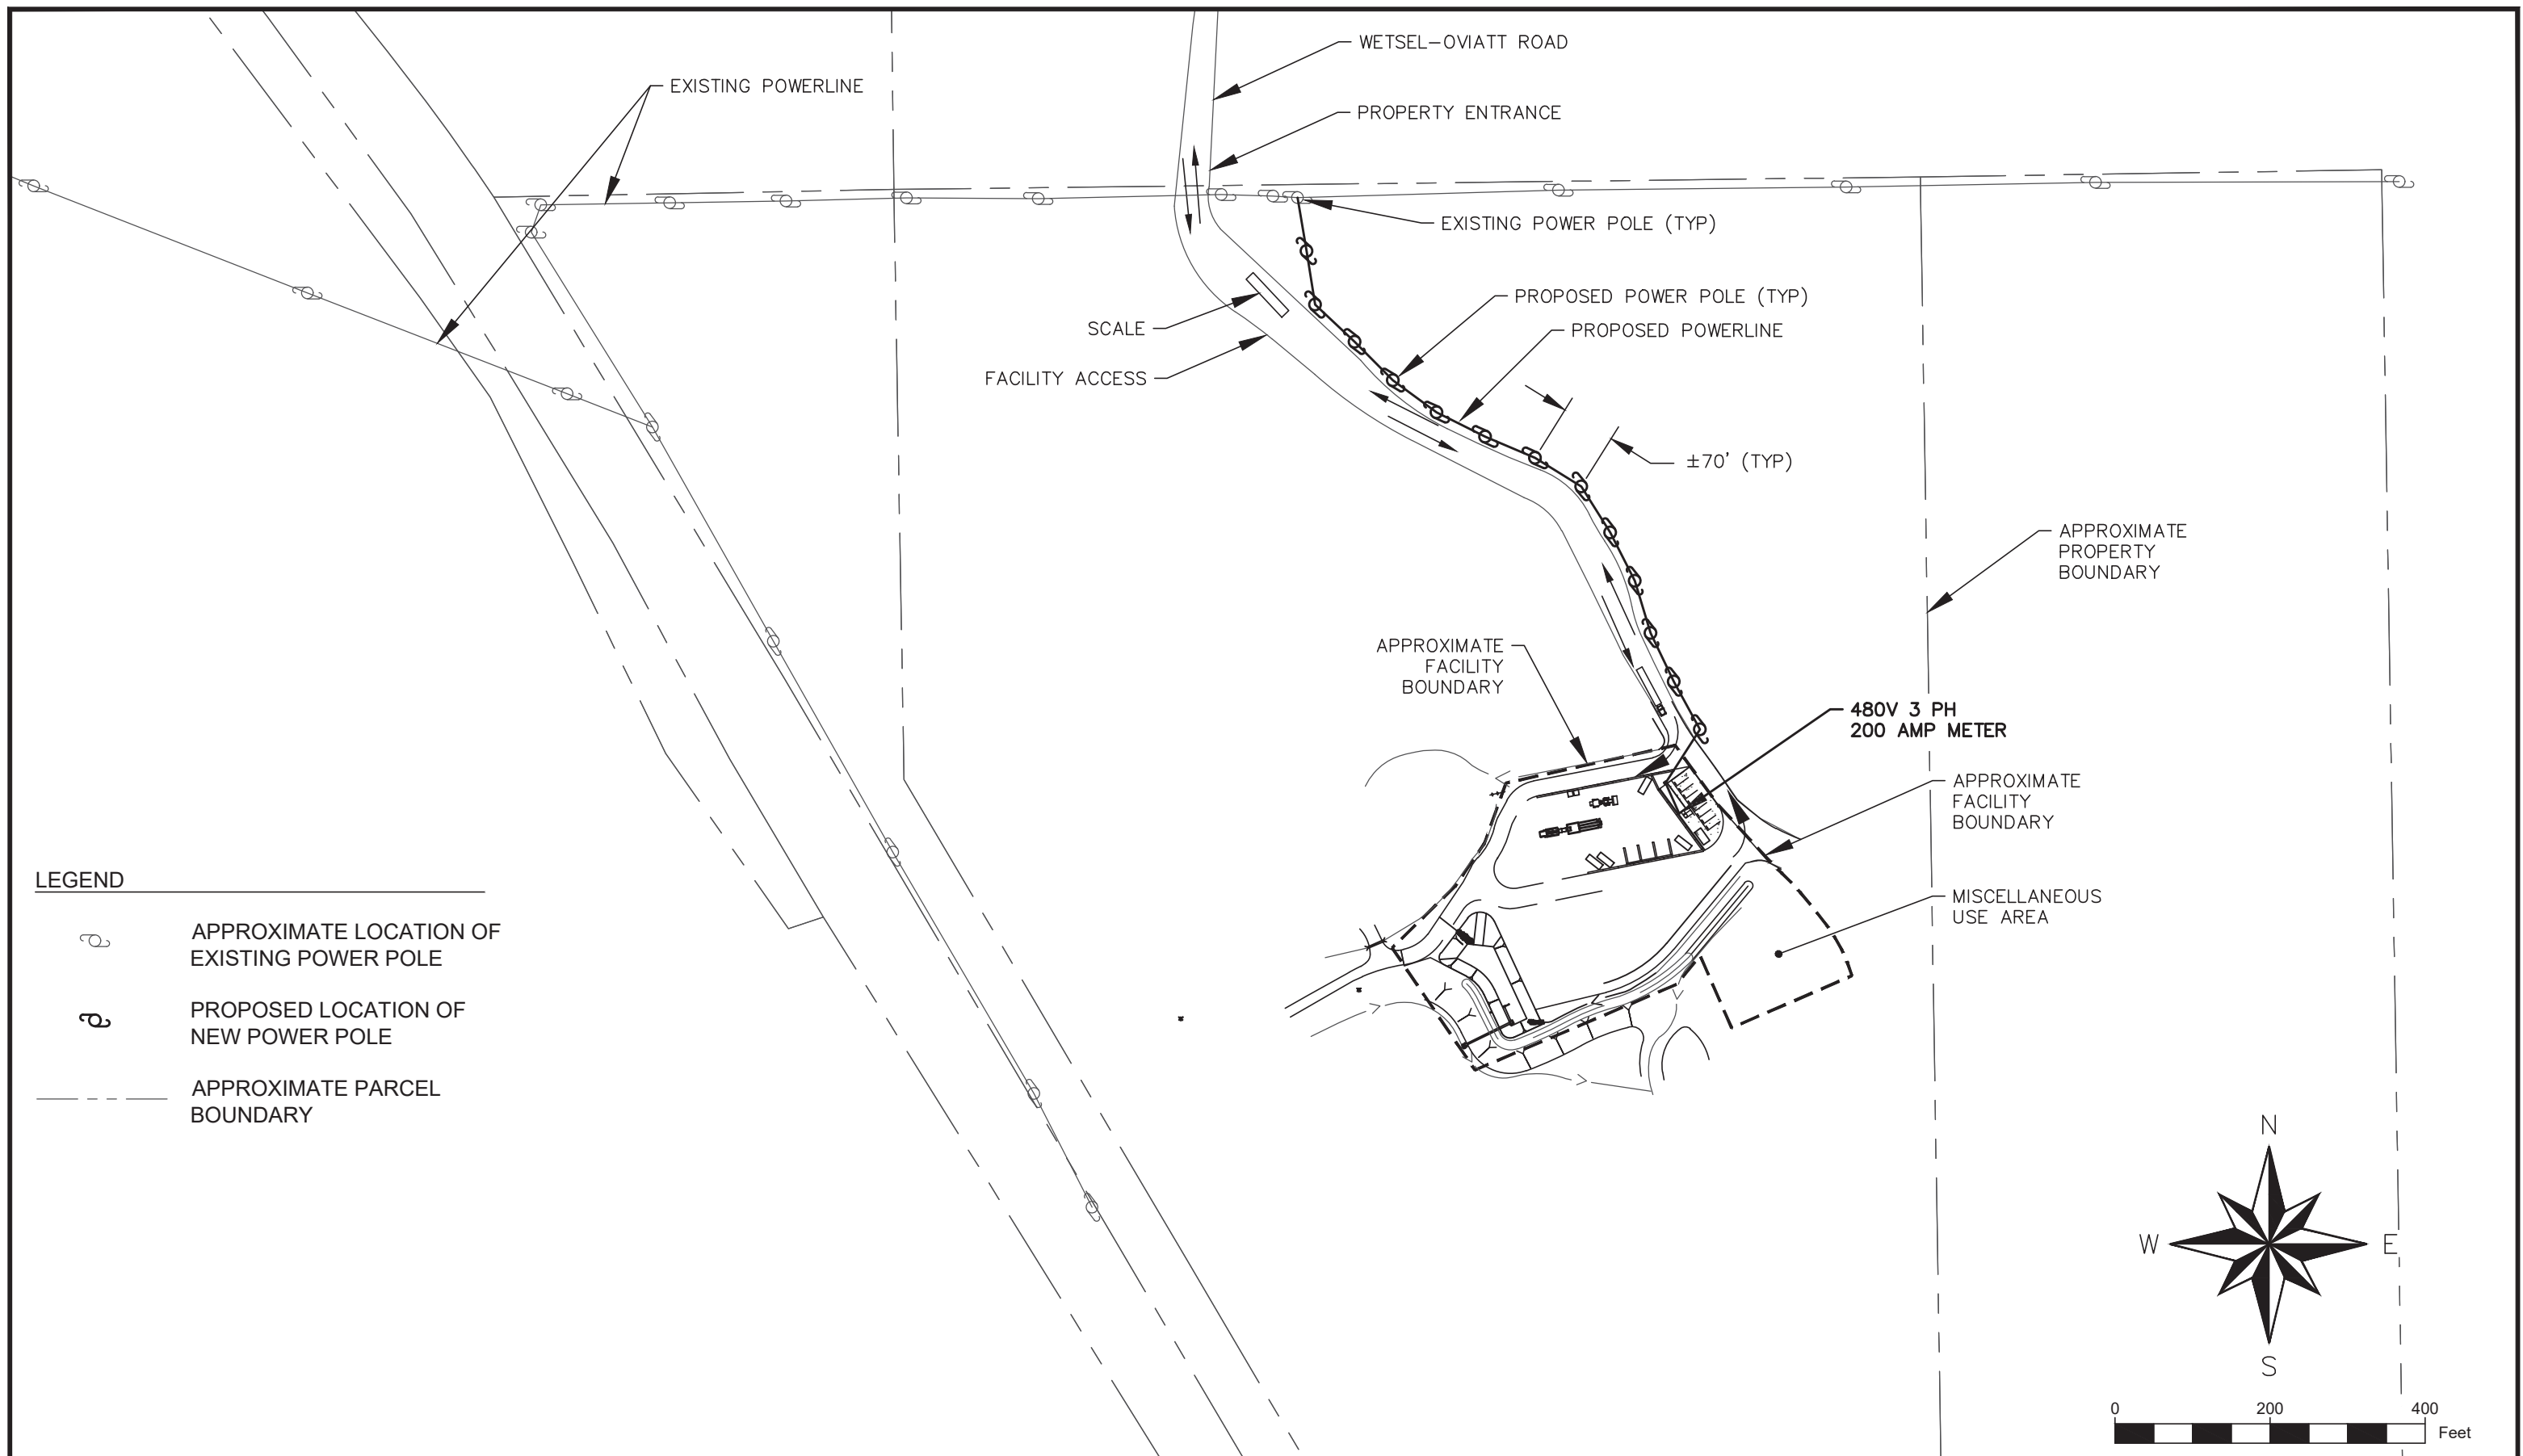 WETSEL-OVIATT ROAD
EXISTING POWERLINE
PROPERTY ENTRANCE
EXISTING POWER POLE (TYP)
PROPOSED POWER POLE (TYP)
SCALE
PROPOSED POWERLINE
FACILITY ACCESS
±70' (TYP)
APPROXIMATE
PROPERTY
BOUNDARY
APPROXIMATE
FACILITY
BOUNDARY
480V 3 PH
200 AMP METER
APPROXIMATE
FACILITY
BOUNDARY
MISCELLANEOUS
USE AREA
LEGEND
APPROXIMATE LOCATION OF
EXISTING POWER POLE
PROPOSED LOCATION OF
NEW POWER POLE
APPROXIMATE PARCEL
BOUNDARY
N
W E
S
0 200 400
Feet